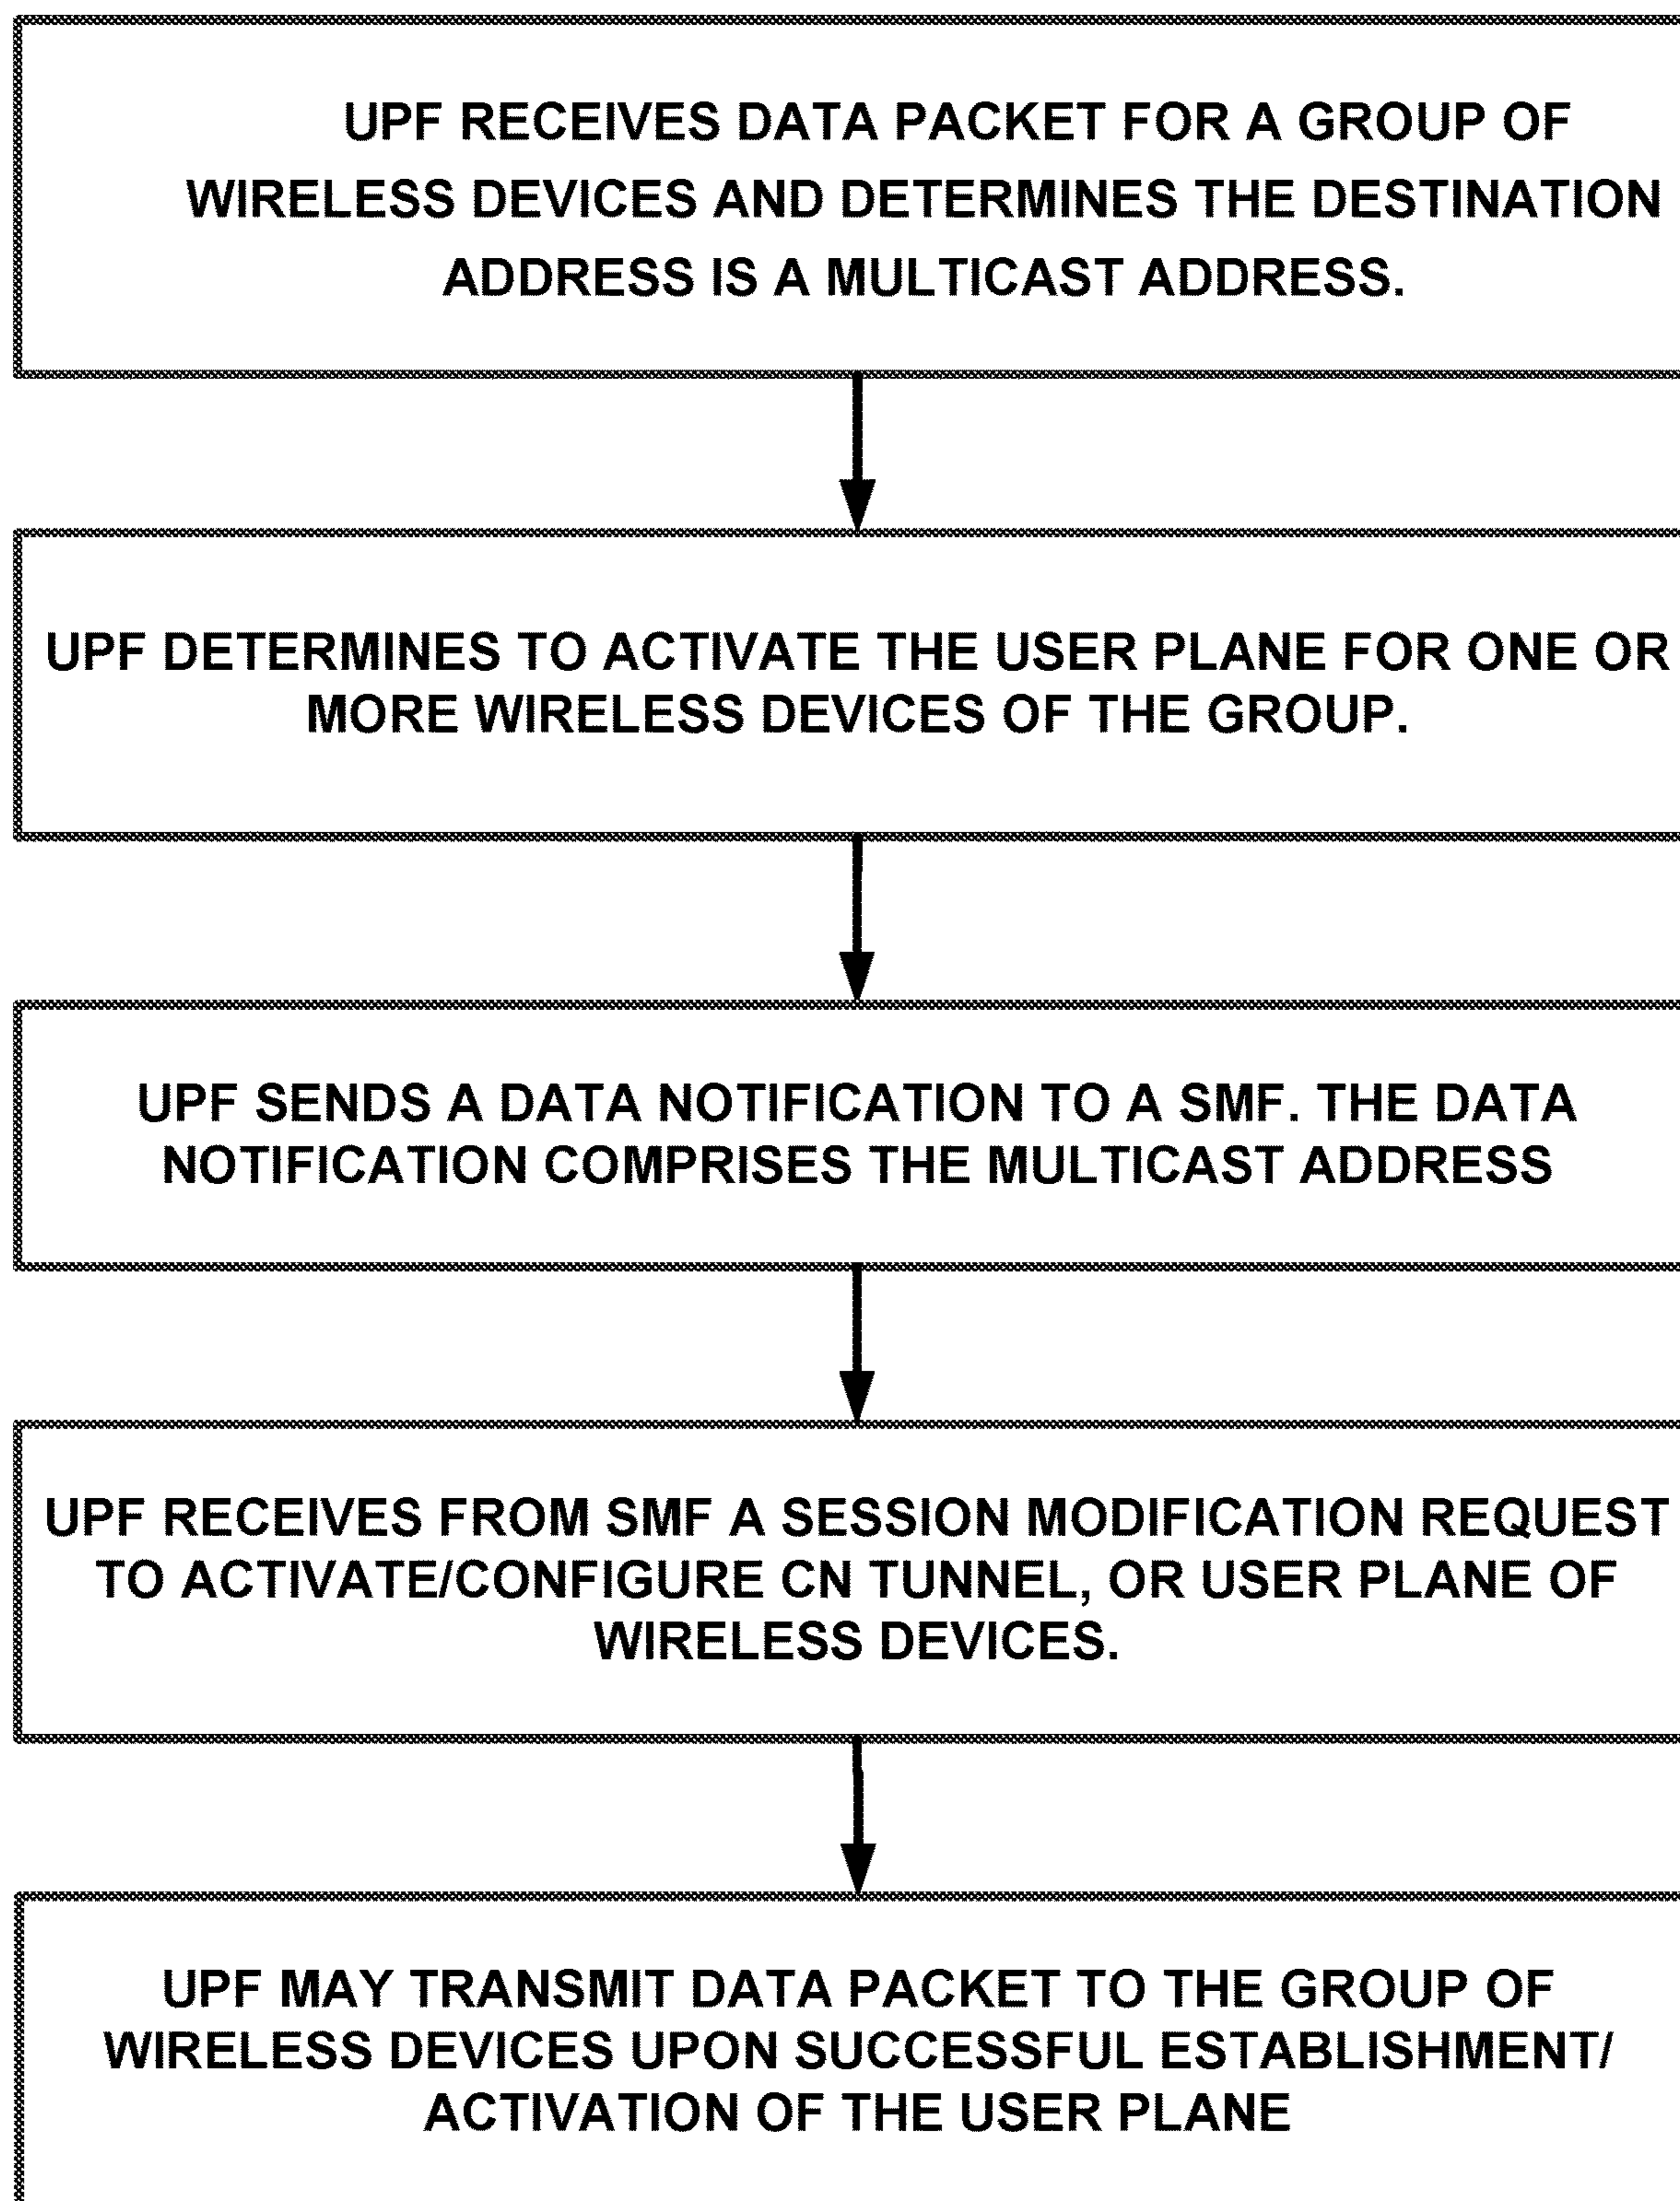 UPF RECEIVES DATA PACKET FOR A GROUP OF
WIRELESS DEVICES AND DETERMINES THE DESTINATION
ADDRESS IS A MULTICAST ADDRESS.
UPF DETERMINES TO ACTIVATE THE USER PLANE FOR ONE OR
MORE WIRELESS DEVICES OF THE GROUP.
UPF SENDS A DATA NOTIFICATION TO A SMF. THE DATA
NOTIFICATION COMPRISES THE MULTICAST ADDRESS
UPF RECEIVES FROM SMF A SESSION MODIFICATION REQUEST
TO ACTIVATE/CONFIGURE CN TUNNEL, OR USER PLANE OF
WIRELESS DEVICES.
UPF MAY TRANSMIT DATA PACKET TO THE GROUP OF
WIRELESS DEVICES UPON SUCCESSFUL ESTABLISHMENT/
ACTIVATION OF THE USER PLANE